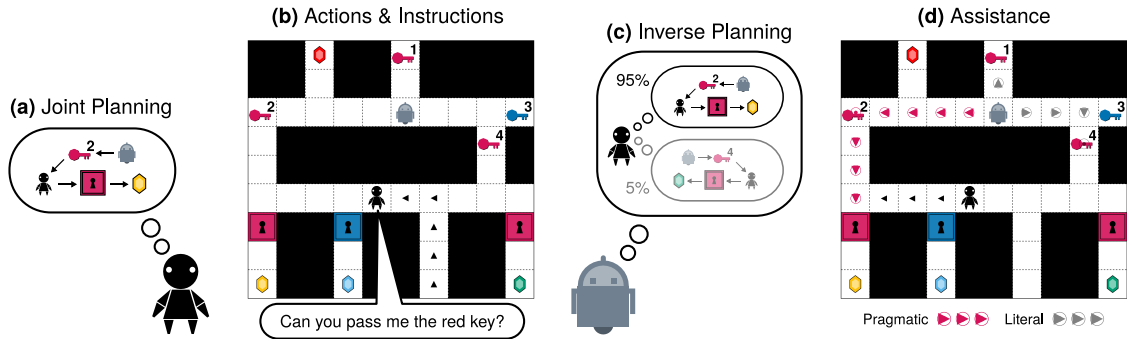 (a) Joint Planning
2
(b) Actions & Instructions
1
2
3
4
Can you pass me the red key?
(c) Inverse Planning
95%
2
5%
4
(d) Assistance
1
2
3
4
Pragmatic
Literal